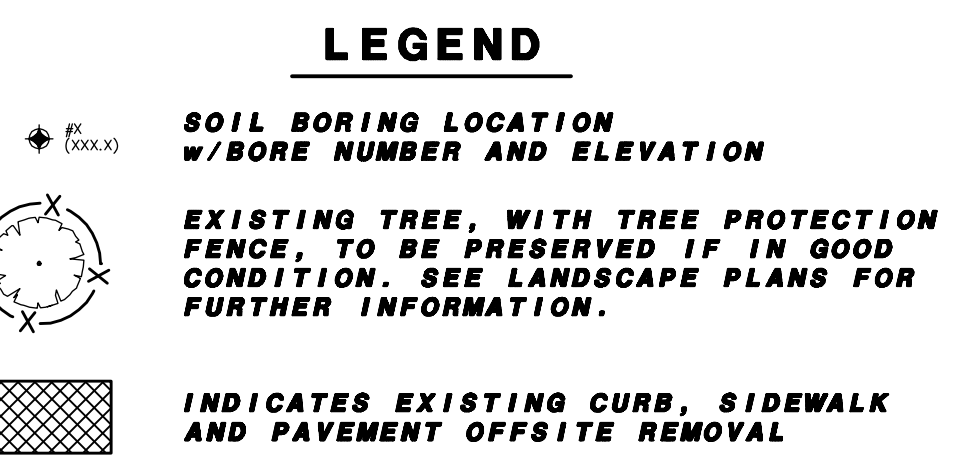 LEGEND
#X
(XXX.X)
SOIL BORING LOCATION
w/BORE NUMBER AND ELEVATION
X
EXISTING TREE, WITH TREE PROTECTION
FENCE, TO BE PRESERVED IF IN GOOD
X
CONDITION. SEE LANDSCAPE PLANS FOR
FURTHER INFORMATION.
X
INDICATES EXISTING CURB, SIDEWALK
AND PAVEMENT OFFSITE REMOVAL